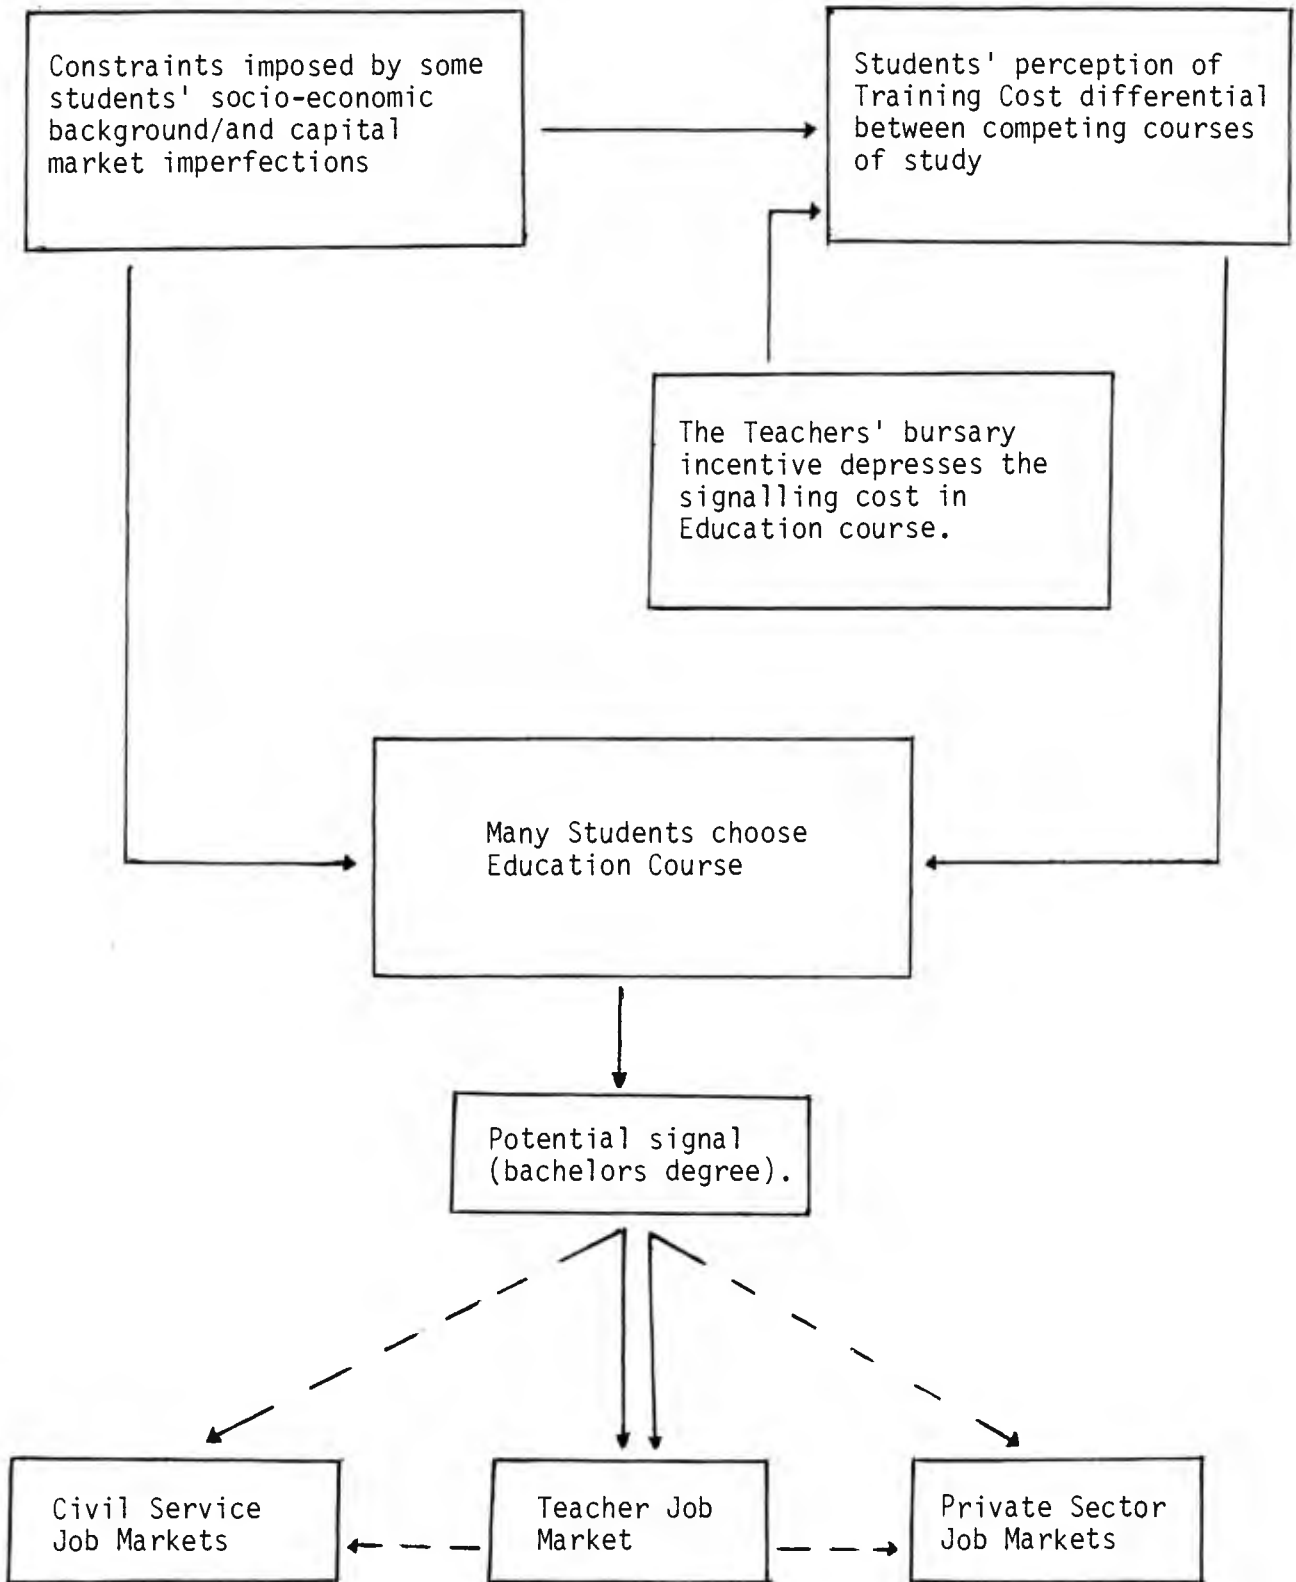 Constraints imposed by some
students' socio-economic
background/and capital
market imperfections
Students' perception of
Training Cost differential
between competing courses
of study
The Teachers' bursary
incentive depresses the
signalling cost in
Education course.
Many Students choose
Education Course
Potential signal
(bachelors degree).
Civil Service
Job Markets
Teacher Job
Market
Private Sector
Job Markets